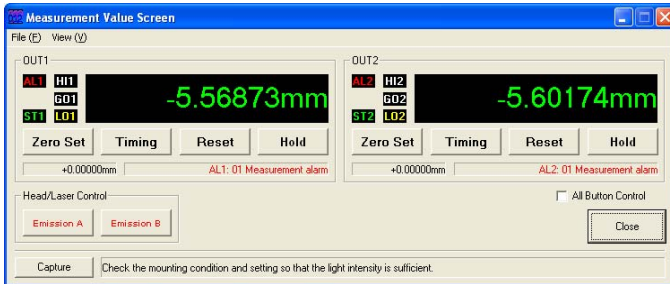 Measurement Value Screen
File (F) View (V)
OUT1
AL1 HI1
GO1
ST1 LO1
-5.56873mm
Zero Set Timing Reset Hold
+0.00000mm AL1: 01 Measurement alarm
OUT2
AL2 HI2
GO2
ST2 LO2
-5.60174mm
Zero Set Timing Reset Hold
+0.00000mm AL2: 01 Measurement alarm
Head/Laser Control
Emission A Emission B
All Button Control
Close
Capture Check the mounting condition and setting so that the light intensity is sufficient.